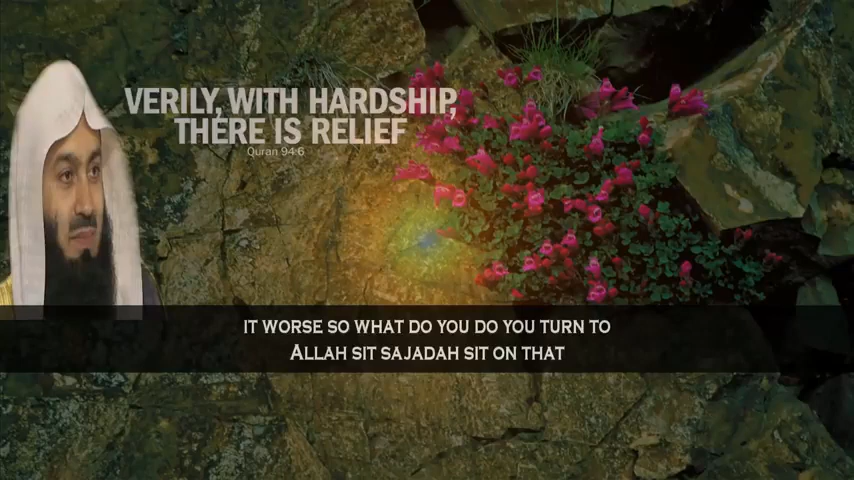 VERILY, WITH HARDSHIP,
THERE IS RELIEF
Quran 94:6
IT WORSE SO WHAT DO YOU DO YOU TURN TO
ALLAH SIT SAJADAH SIT ON THAT